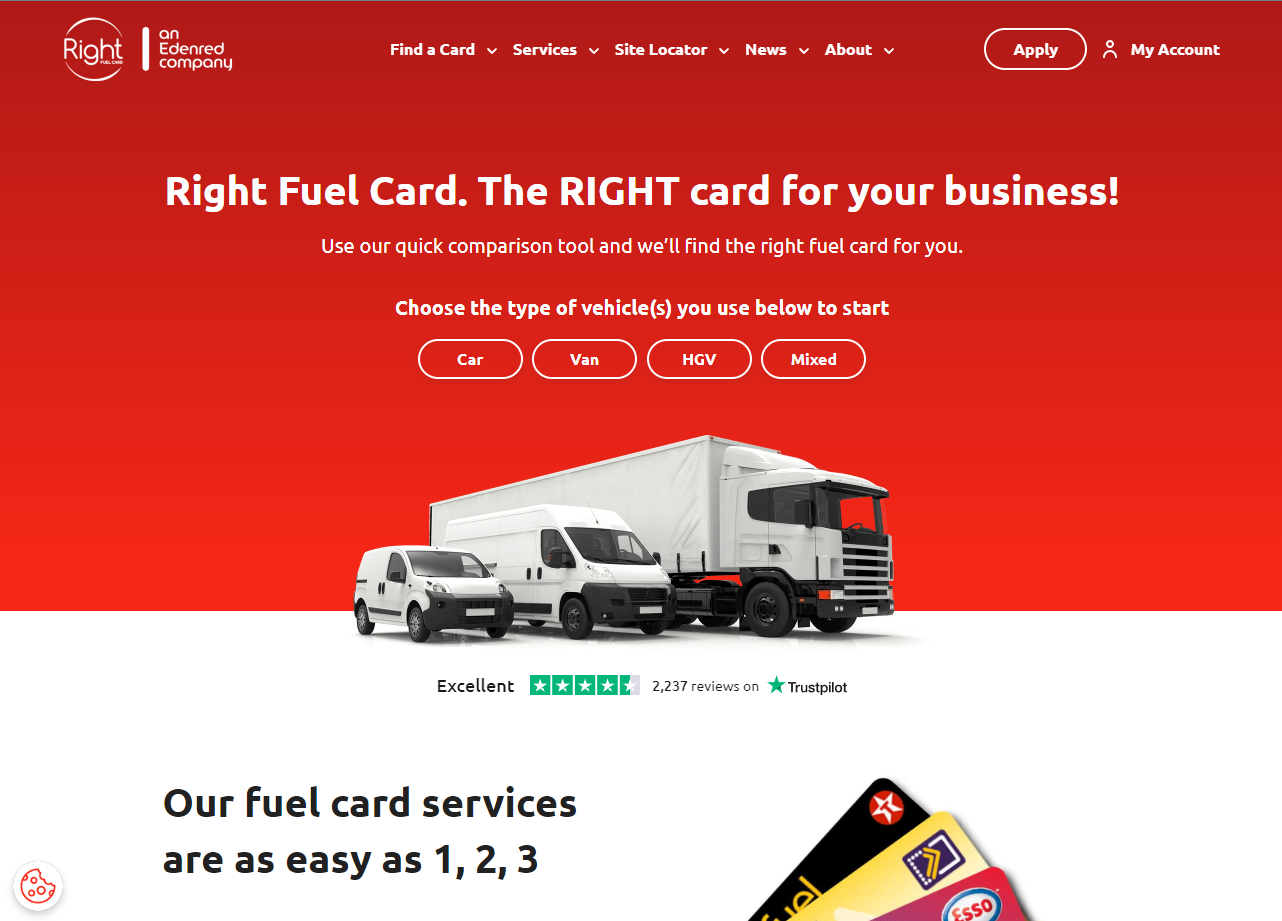 Right
FUEL CARD
an
Edenred
company
Find a Card
Services
Site Locator
News
About
Apply
My Account
Right Fuel Card. The RIGHT card for your business!
Use our quick comparison tool and we’ll find the right fuel card for you.
Choose the type of vehicle(s) you use below to start
Car
Van
HGV
Mixed
Excellent
2,237 reviews on
Trustpilot
Our fuel card services
are as easy as 1, 2, 3
fuel
ESSO